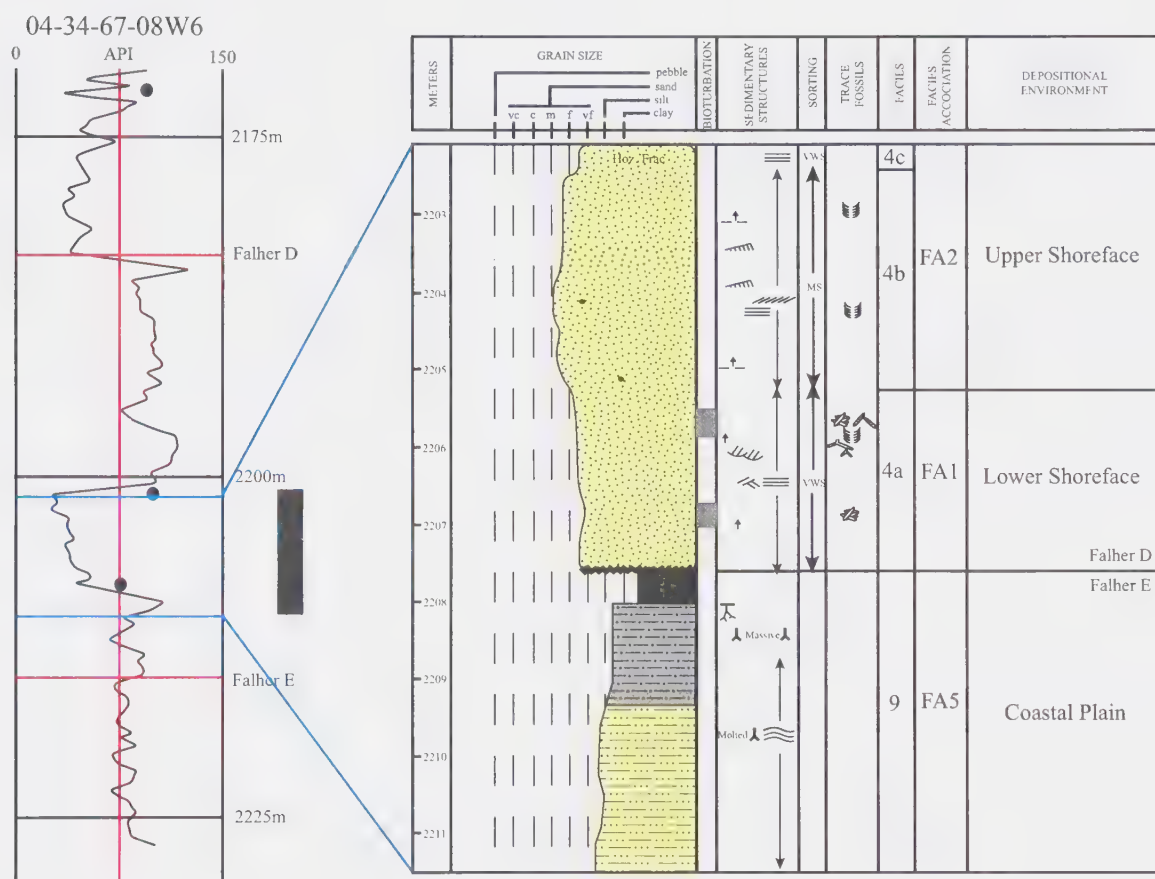 04-34-67-08W6
0 API 150
2175m
Falher D
2200m
Falher E
2225m
METERS
GRAIN SIZE
pebble
sand
silt
clay
vc c m f vf
BIOTURBATION
SEDIMENTARY STRUCTURES
SORTING
TRACE FOSSILS
FACIES
FACIES ACCOCIATION
DEPOSITIONAL ENVIRONMENT
Hoz. Frac
VWS
4c
2203
2204
2205
2206
2207
2208
2209
2210
2211
MS
4b
FA2
Upper Shoreface
VWS
4a
FA1
Lower Shoreface
Falher D
Falher E
Massive
Molted
9
FA5
Coastal Plain